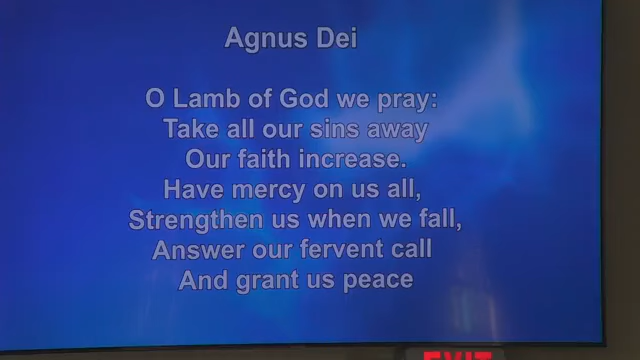 Agnus Dei
O Lamb of God we pray:
Take all our sins away
Our faith increase.
Have mercy on us all,
Strengthen us when we fall,
Answer our fervent call
And grant us peace
EXIT